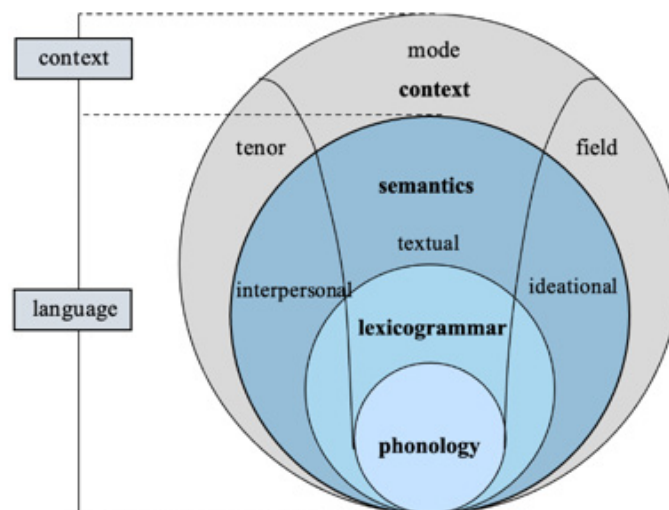 mode
context
context
tenor
field
semantics
textual
interpersonal
ideational
language
lexicogrammar
phonology